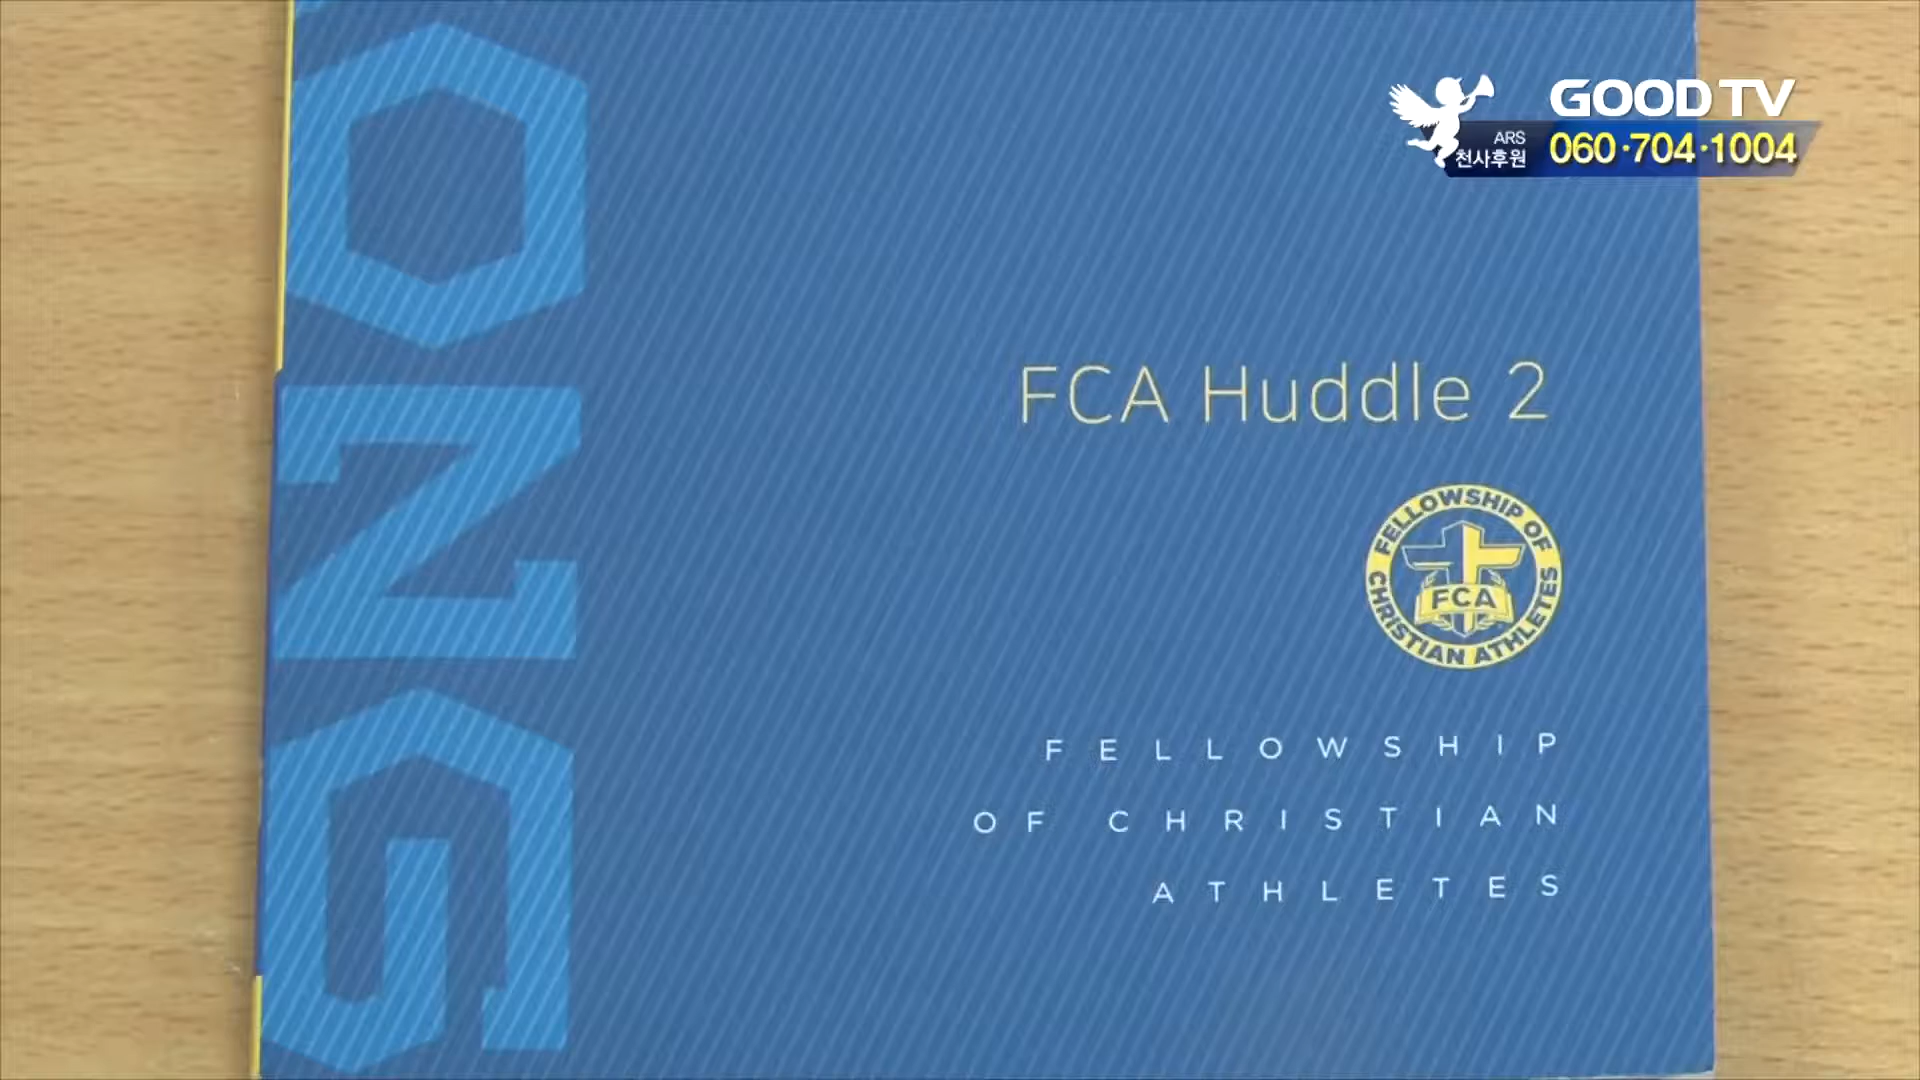 GOOD TV
ARS
천사후원
060·704·1004
FCA Huddle 2
FELLOWSHIP OF
CHRISTIAN ATHLETES
FCA
FELLOWSHIP
OF CHRISTIAN
ATHLETES
ONG